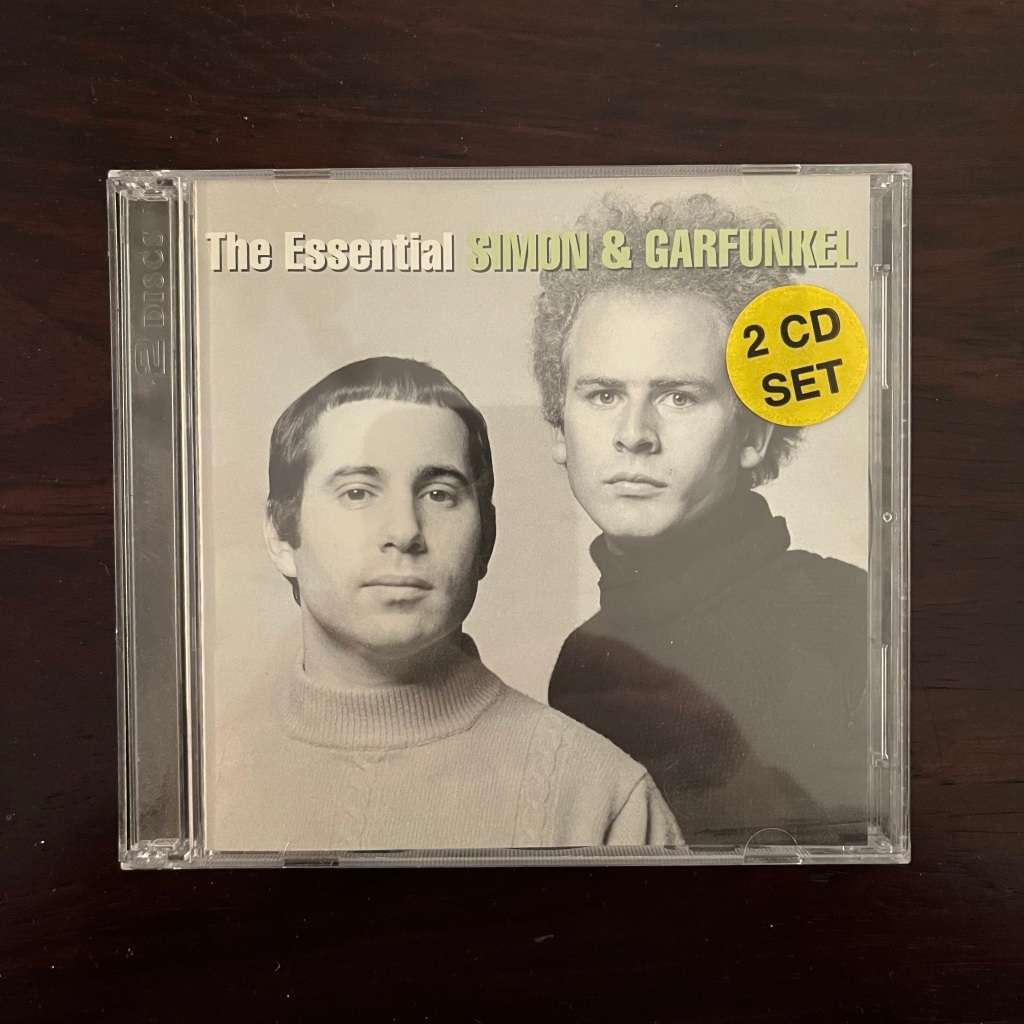 The Essential SIMON & GARFUNKEL
2 CD
SET
2 DISCS